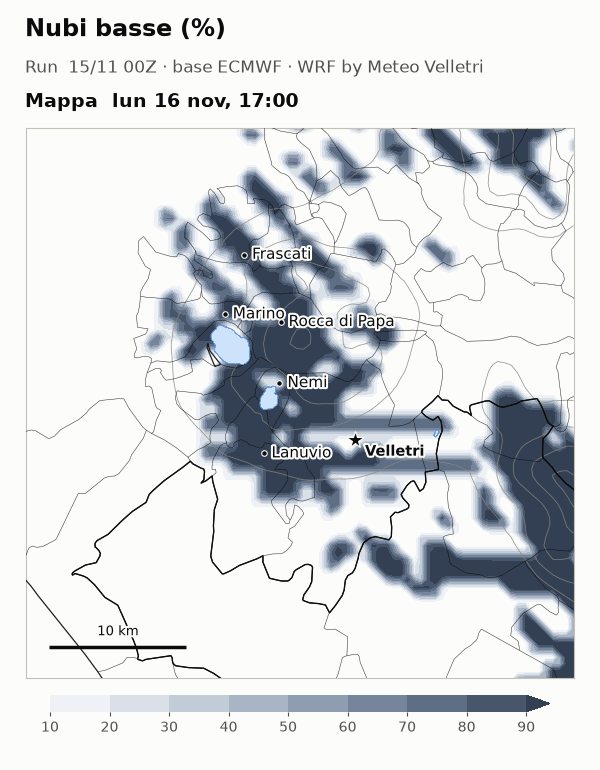 Nubi basse (%)
Run  15/11 00Z · base ECMWF · WRF by Meteo Velletri
Mappa  lun 16 nov, 17:00
Frascati
Marino
Rocca di Papa
Nemi
Velletri
Lanuvio
10 km
10 20 30 40 50 60 70 80 90